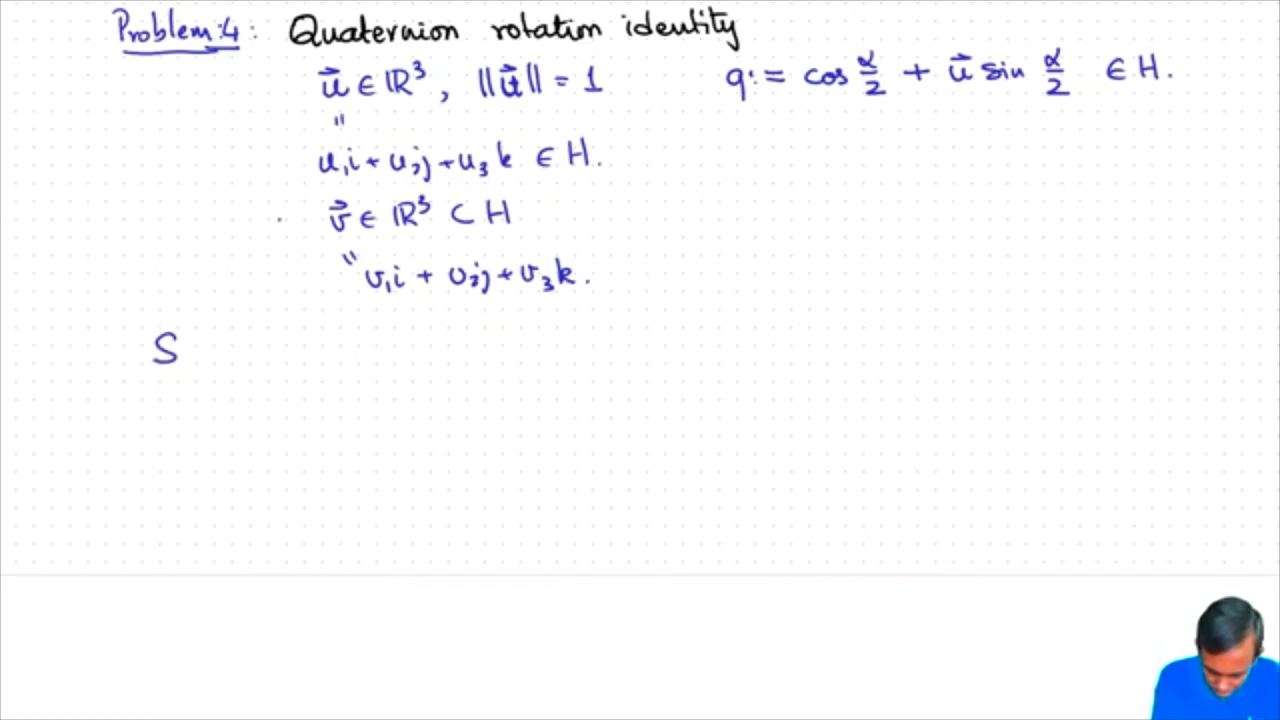 Problem:4: Quaternion rotation identity
u⃗ ∈ ℝ³, ||u⃗|| = 1 q := cos α/2 + u⃗ sin α/2 ∈ H.
"
u₁i + u₂j + u₃k ∈ H.
v⃗ ∈ ℝ³ ⊂ H
" v₁i + v₂j + v₃k.
S